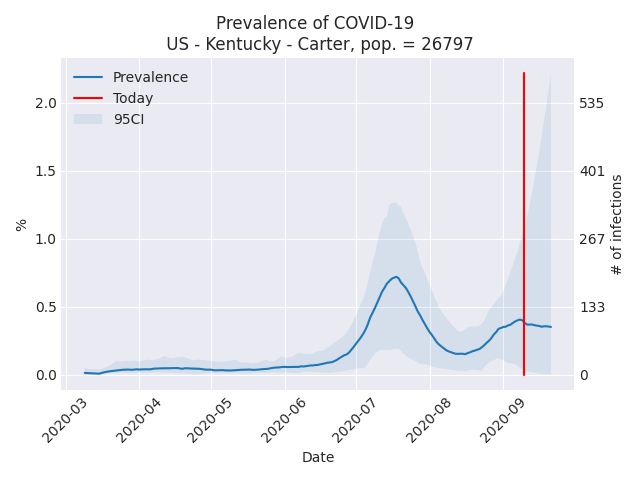 Prevalence of COVID-19
US - Kentucky - Carter, pop. = 26797
Prevalence
Today
95CI
2.0
1.5
1.0
0.5
0.0
%
535
401
267
133
0
# of infections
2020-03
2020-04
2020-05
2020-06
2020-07
2020-08
2020-09
Date